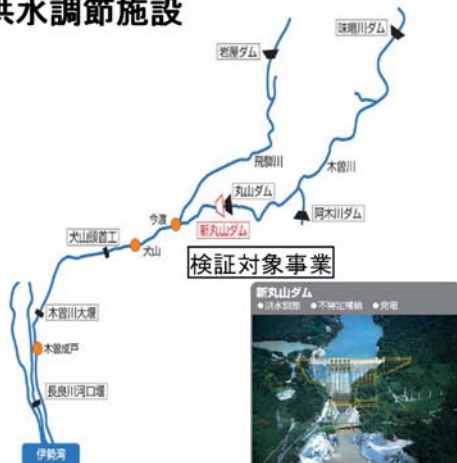 洪水調節施設
岩屋ダム
味噌川ダム
飛騨川
木曽川
丸山ダム
阿木川ダム
新丸山ダム
今渡
犬山頭首工
犬山
検証対象事業
木曽川大堰
木曽成戸
長良川河口堰
伊勢湾
新丸山ダム
●洪水調節 ●不特定補給 ●発電